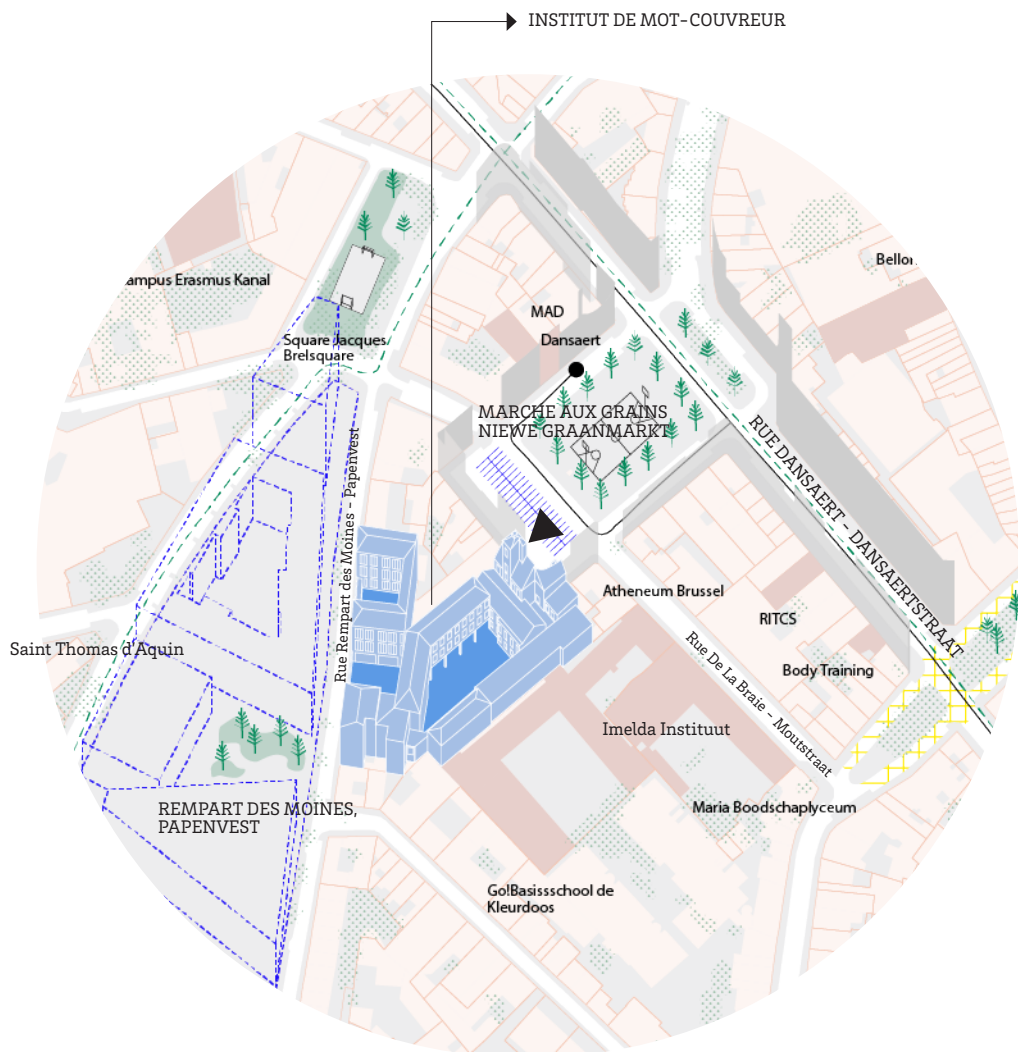 INSTITUT DE MOT-COUVREUR
Bellor
ampus Erasmus Kanal
MAD
Dansaert
Square Jacques
Brelsquare
MARCHE AUX GRAINS
NIEWE GRAANMARKT
RUE DANSAERT - DANSAERTSTRAAT
Rue Rempart des Moines - Papenvest
Atheneum Brussel
RITCS
Saint Thomas d'Aquin
Body Training
Rue De La Braie - Moutstraat
Imelda Instituut
REMPART DES MOINES,
PAPENVEST
Maria Boodschaplyceum
Go!Basissschool de
Kleurdoos